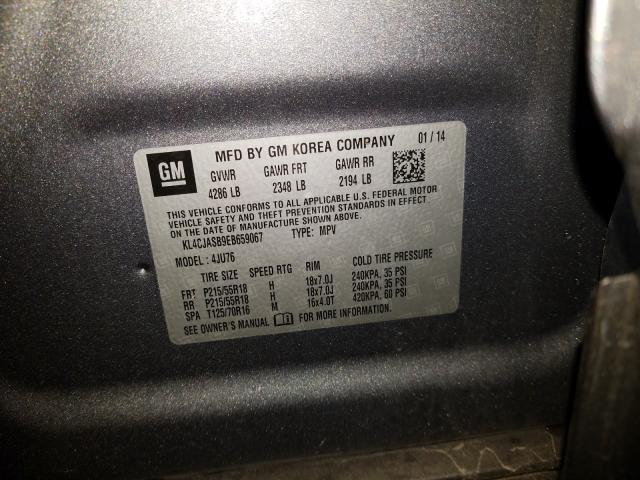 GM
MFD BY GM KOREA COMPANY 01 / 14
GVWR GAWR FRT GAWR RR
4286 LB 2348 LB 2194 LB
THIS VEHICLE CONFORMS TO ALL APPLICABLE U.S. FEDERAL MOTOR
VEHICLE SAFETY AND THEFT PREVENTION STANDARDS IN EFFECT
ON THE DATE OF MANUFACTURE SHOWN ABOVE.
KL4CJASB9EB659067 TYPE: MPV
MODEL : 4JU76
TIRE SIZE SPEED RTG RIM COLD TIRE PRESSURE
FRT P215/55R18 H 18x7.0J 240KPA, 35 PSI
RR P215/55R18 H 18x7.0J 240KPA, 35 PSI
SPA T125/70R16 M 16x4.0T 420KPA, 60 PSI
SEE OWNER'S MANUAL FOR MORE INFORMATION.